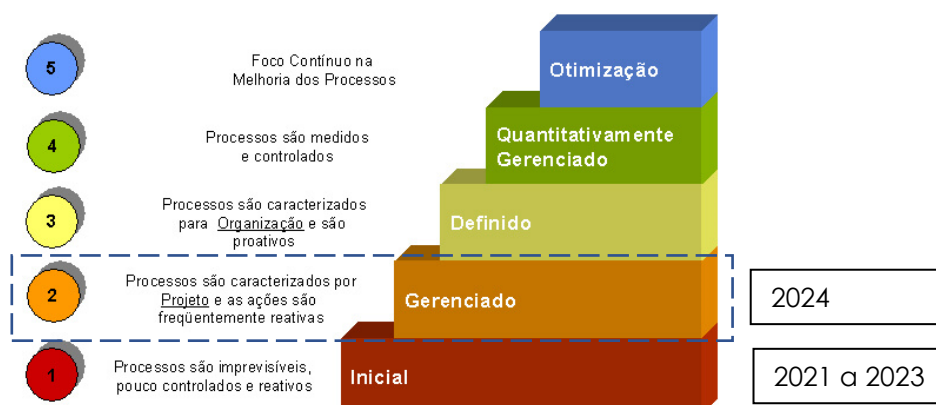 5
Foco Contínuo na
Melhoria dos Processos
Otimização
4
Processos são medidos
e controlados
Quantitativamente
Gerenciado
3
Processos são caracterizados
para Organização e são
proativos
Definido
2
Processos são caracterizados por
Projeto e as ações são
freqüentemente reativas
Gerenciado
2024
1
Processos são imprevisíveis,
pouco controlados e reativos
Inicial
2021 a 2023